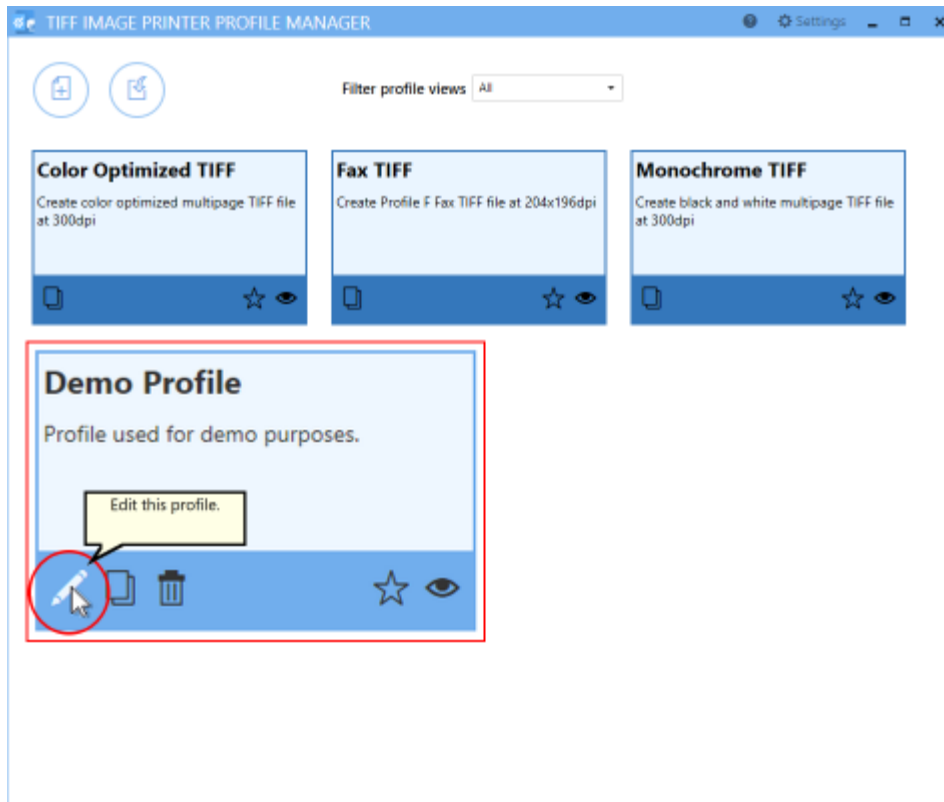 TIFF IMAGE PRINTER PROFILE MANAGER
Settings
Filter profile views All
Color Optimized TIFF
Create color optimized multipage TIFF file
at 300dpi
Fax TIFF
Create Profile F Fax TIFF file at 204x196dpi
Monochrome TIFF
Create black and white multipage TIFF file
at 300dpi
Demo Profile
Profile used for demo purposes.
Edit this profile.